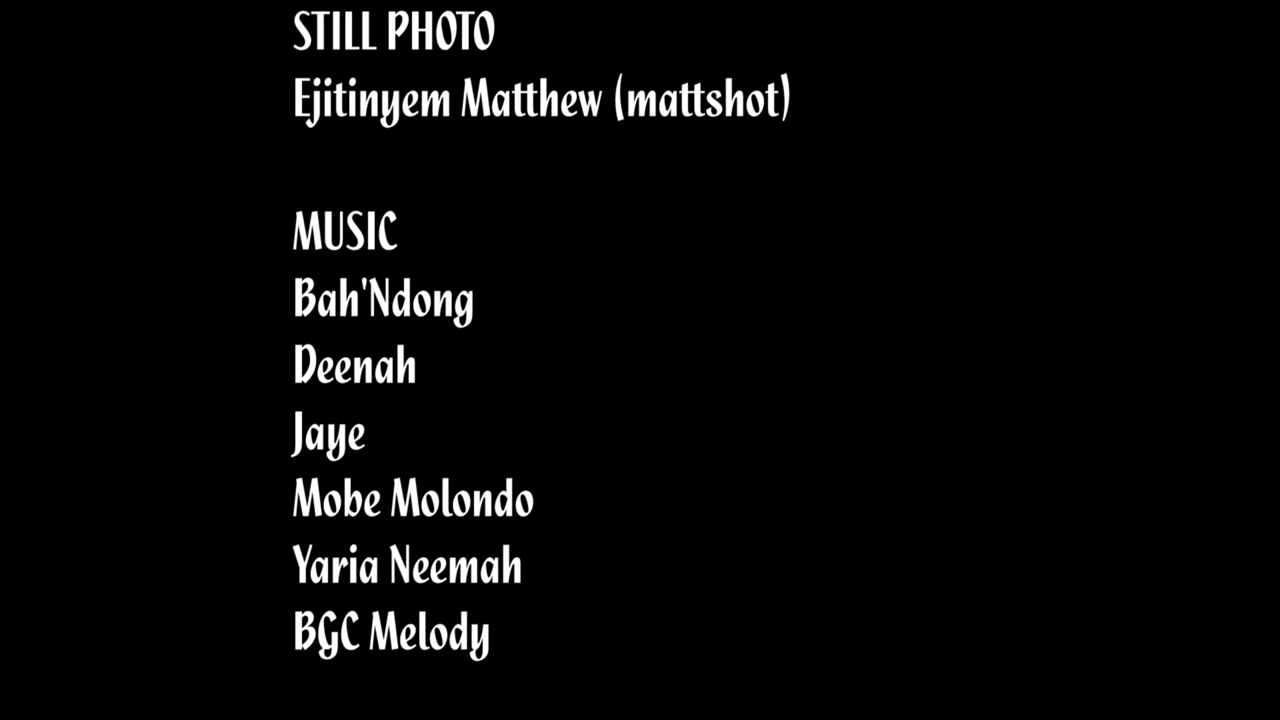 STILL PHOTO
Ejitinyem Matthew (mattshot)
MUSIC
Bah'Ndong
Deenah
Jaye
Mobe Molondo
Yaria Neemah
BGC Melody